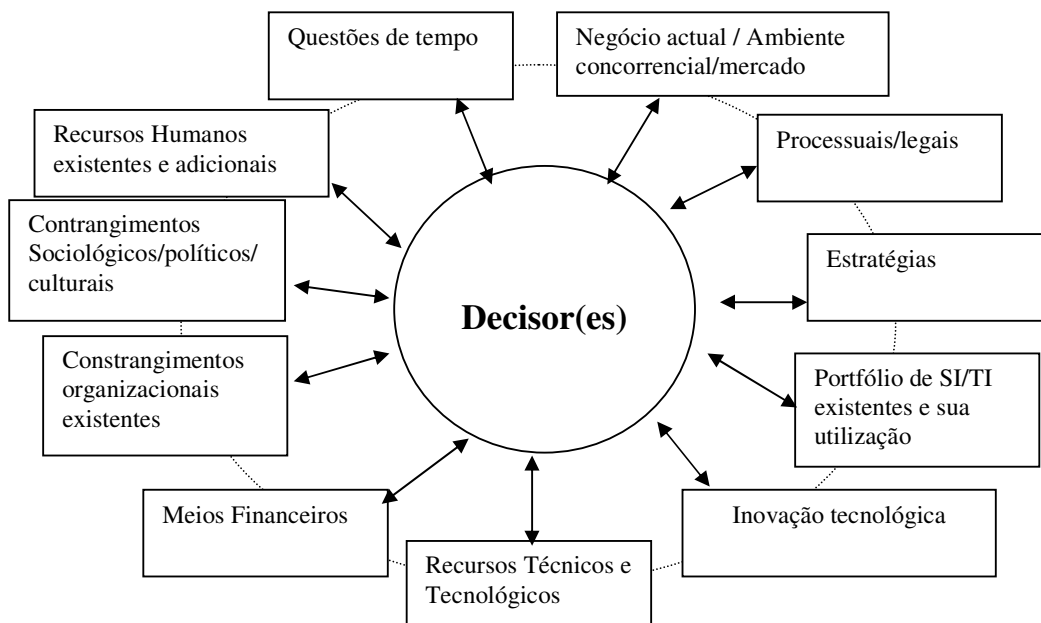 Questões de tempo
Negócio actual / Ambiente
concorrencial/mercado
Recursos Humanos
existentes e adicionais
Processuais/legais
Contrangimentos
Sociológicos/políticos/
culturais
Estratégias
Decisor(es)
Constrangimentos
organizacionais
existentes
Portfólio de SI/TI
existentes e sua
utilização
Meios Financeiros
Inovação tecnológica
Recursos Técnicos e
Tecnológicos